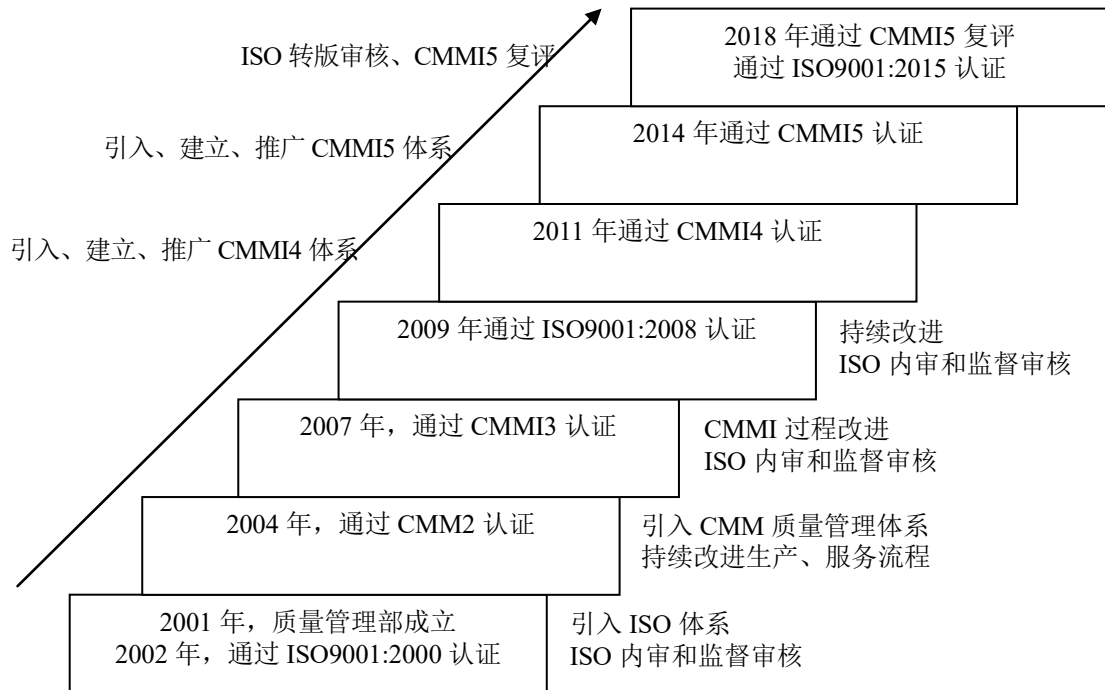 2018 年通过 CMMI5 复评
通过 ISO9001:2015 认证
ISO 转版审核、CMMI5 复评
2014 年通过 CMMI5 认证
引入、建立、推广 CMMI5 体系
2011 年通过 CMMI4 认证
引入、建立、推广 CMMI4 体系
2009 年通过 ISO9001:2008 认证
持续改进
ISO 内审和监督审核
2007 年，通过 CMMI3 认证
CMMI 过程改进
ISO 内审和监督审核
2004 年，通过 CMM2 认证
引入 CMM 质量管理体系
持续改进生产、服务流程
2001 年，质量管理部成立
2002 年，通过 ISO9001:2000 认证
引入 ISO 体系
ISO 内审和监督审核